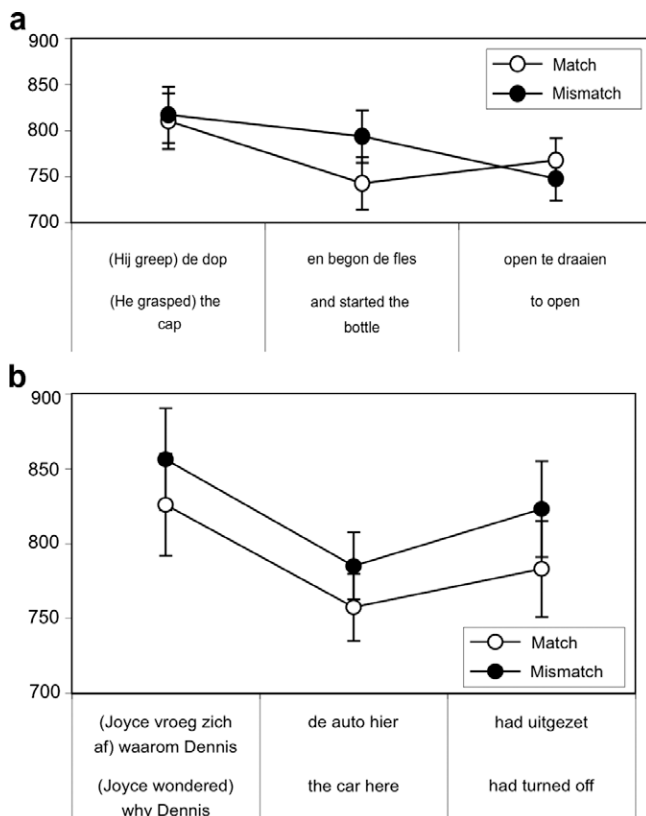 a
900
850
800
750
700
Match
Mismatch
(Hij greep) de dop
(He grasped) the
cap
en begon de fles
and started the
bottle
open te draaien
to open
b
900
850
800
750
700
Match
Mismatch
(Joyce vroeg zich
af) waarom Dennis
(Joyce wondered)
why Dennis
de auto hier
the car here
had uitgezet
had turned off